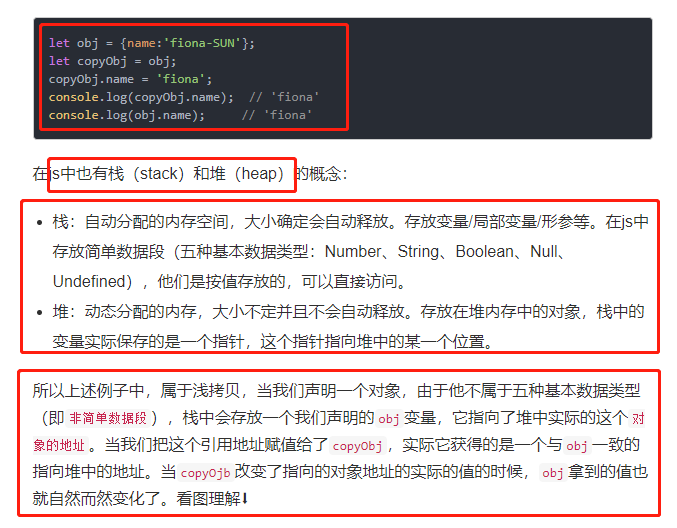 let obj = {name:'fiona-SUN'};
let copyObj = obj;
copyObj.name = 'fiona';
console.log(copyObj.name);  // 'fiona'
console.log(obj.name);     // 'fiona'
在js中也有栈（stack）和堆（heap）的概念：
• 栈：自动分配的内存空间，大小确定会自动释放。存放变量/局部变量/形参等。在js中
存放简单数据段（五种基本数据类型：Number、String、Boolean、Null、
Undefined），他们是按值存放的，可以直接访问。
• 堆：动态分配的内存，大小不定并且不会自动释放。存放在堆内存中的对象，栈中的
变量实际保存的是一个指针，这个指针指向堆中的某一个位置。
所以上述例子中，属于浅拷贝，当我们声明一个对象，由于他不属于五种基本数据类型
（即 非简单数据段 ），栈中会存放一个我们声明的 obj 变量，它指向了堆中实际的这个 对
象的地址 。当我们把这个引用地址赋值给了 copyObj ，实际它获得的是一个与 obj 一致的
指向堆中的地址。当 copyOjb 改变了指向的对象地址的实际的值的时候， obj 拿到的值也
就自然而然变化了。看图理解⬇